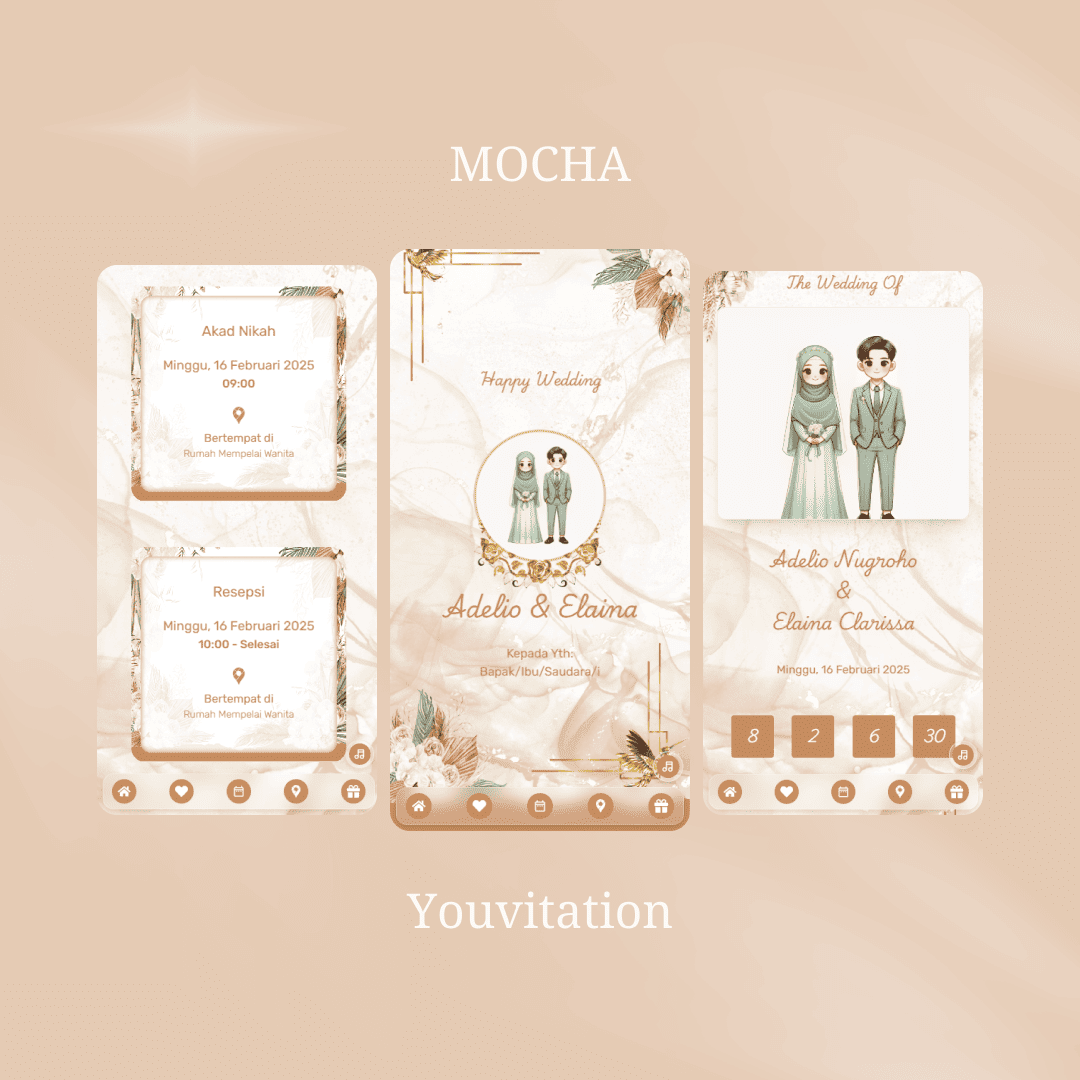 MOCHA
Akad Nikah
Minggu, 16 Februari 2025
09:00
Bertempat di
Rumah Mempelai Wanita
Resepsi
Minggu, 16 Februari 2025
10:00 - Selesai
Bertempat di
Rumah Mempelai Wanita
Happy Wedding
Adelio & Elaina
Kepada Yth:
Bapak/Ibu/Saudara/i
The Wedding Of
Adelio Nugroho
&
Elaina Clarissa
Minggu, 16 Februari 2025
8 2 6 30
Youvitation